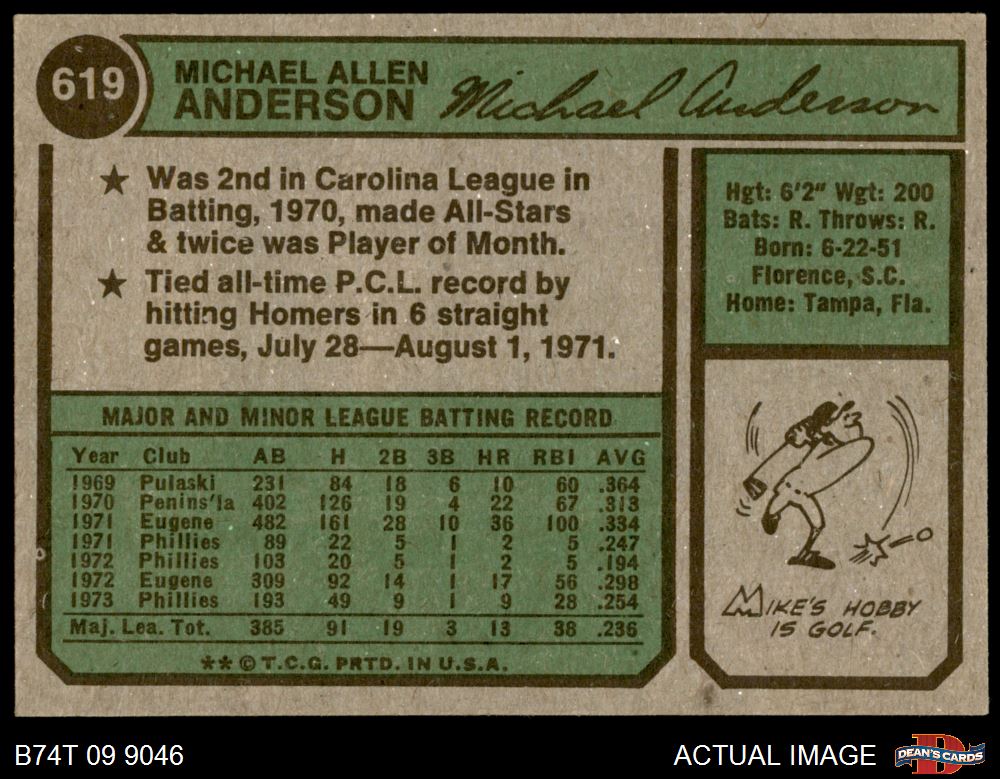 619
MICHAEL ALLEN
ANDERSON
Michael Anderson
★ Was 2nd in Carolina League in
Batting, 1970, made All-Stars
& twice was Player of Month.
★ Tied all-time P.C.L. record by
hitting Homers in 6 straight
games, July 28—August 1, 1971.
Hgt: 6'2" Wgt: 200
Bats: R. Throws: R.
Born: 6-22-51
Florence, S.C.
Home: Tampa, Fla.
MAJOR AND MINOR LEAGUE BATTING RECORD
Year Club AB H 2B 3B HR RBI AVG
1969 Pulaski 231 84 18 6 10 60 .364
1970 Penins'la 402 126 19 4 22 67 .313
1971 Eugene 482 161 28 10 36 100 .334
1971 Phillies 89 22 5 1 2 5 .247
1972 Phillies 103 20 5 1 2 5 .194
1972 Eugene 309 92 14 1 17 56 .298
1973 Phillies 193 49 9 1 9 28 .254
Maj. Lea. Tot. 385 91 19 3 13 38 .236
** © T.C.G. PRTD. IN U.S.A.
MIKE'S HOBBY
IS GOLF.
B74T 09 9046
ACTUAL IMAGE
D
DEAN'S CARDS